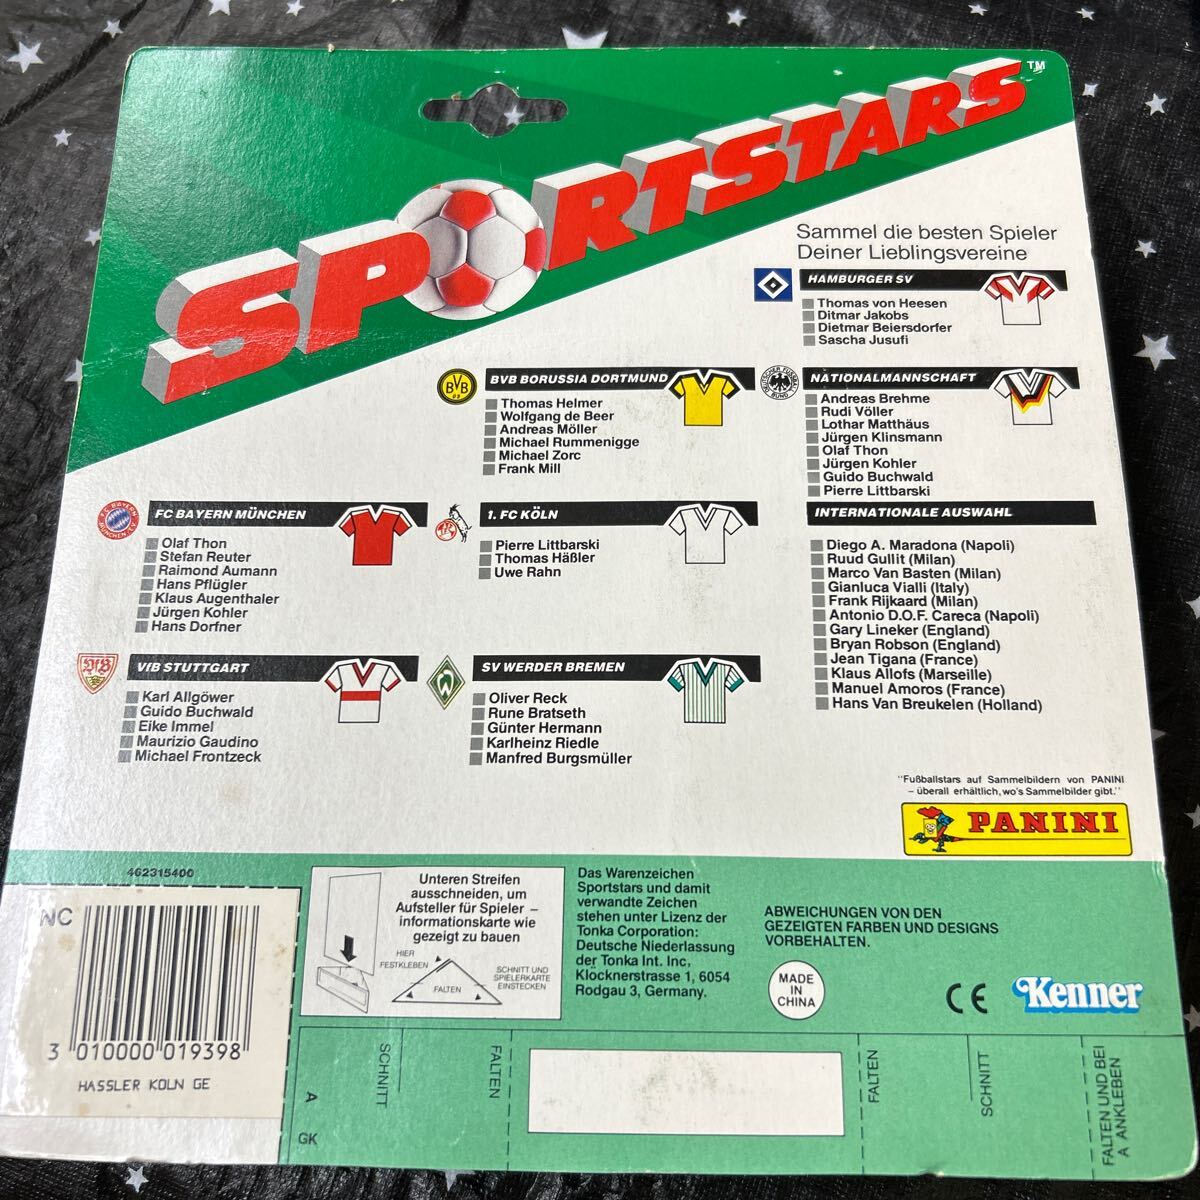 SPORTSTARS™
Sammel die besten Spieler
Deiner Lieblingsvereine
HAMBURGER SV
Thomas von Heesen
Ditmar Jakobs
Dietmar Beiersdorfer
Sascha Jusufi
BVB 09
BVB BORUSSIA DORTMUND
Thomas Helmer
Wolfgang de Beer
Andreas Möller
Michael Rummenigge
Michael Zorc
Frank Mill
DEUTSCHER FUSSBALL BUND
NATIONALMANNSCHAFT
Andreas Brehme
Rudi Völler
Lothar Matthäus
Jürgen Klinsmann
Olaf Thon
Jürgen Kohler
Guido Buchwald
Pierre Littbarski
FC BAYERN MÜNCHEN
Olaf Thon
Stefan Reuter
Raimond Aumann
Hans Pflügler
Klaus Augenthaler
Jürgen Kohler
Hans Dorfner
1. FC KÖLN
Pierre Littbarski
Thomas Häßler
Uwe Rahn
INTERNATIONALE AUSWAHL
Diego A. Maradona (Napoli)
Ruud Gullit (Milan)
Marco Van Basten (Milan)
Gianluca Vialli (Italy)
Frank Rijkaard (Milan)
Antonio D.O.F. Careca (Napoli)
Gary Lineker (England)
Bryan Robson (England)
Jean Tigana (France)
Klaus Allofs (Marseille)
Manuel Amoros (France)
Hans Van Breukelen (Holland)
VfB STUTTGART
Karl Allgöwer
Guido Buchwald
Eike Immel
Maurizio Gaudino
Michael Frontzeck
SV WERDER BREMEN
Oliver Reck
Rune Bratseth
Günter Hermann
Karlheinz Riedle
Manfred Burgsmüller
"Fußballstars auf Sammelbildern von PANINI
– überall erhältlich, wo's Sammelbilder gibt."
PANINI
462315400
NC
3 010000 019398
HASSLER KOLN GE
Unteren Streifen
ausschneiden, um
Aufsteller für Spieler –
informationskarte wie
gezeigt zu bauen
HIER
FESTKLEBEN
FALTEN
SCHNITT UND
SPIELERKARTE
EINSTECKEN
Das Warenzeichen
Sportstars und damit
verwandte Zeichen
stehen unter Lizenz der
Tonka Corporation:
Deutsche Niederlassung
der Tonka Int. Inc.
Klöcknerstrasse 1, 6054
Rodgau 3, Germany.
ABWEICHUNGEN VON DEN
GEZEIGTEN FARBEN UND DESIGNS
VORBEHALTEN.
MADE
IN
CHINA
CE
Kenner
A
GK
SCHNITT
FALTEN
FALTEN
SCHNITT
FALTEN UND BEI
A ANKLEBEN